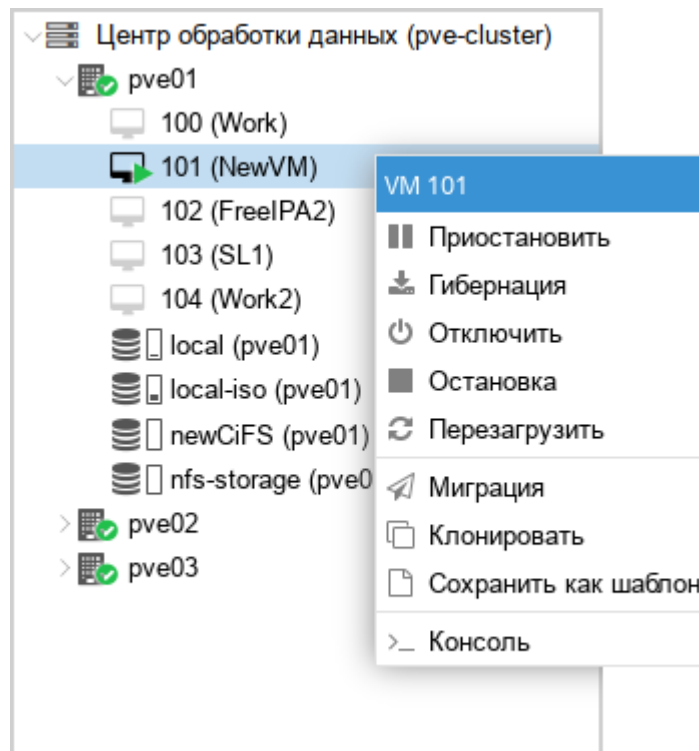 Центр обработки данных (pve-cluster)
pve01
100 (Work)
101 (NewVM)
102 (FreeIPA2)
103 (SL1)
104 (Work2)
local (pve01)
local-iso (pve01)
newCiFS (pve01)
nfs-storage (pve0
pve02
pve03
VM 101
Приостановить
Гибернация
Отключить
Остановка
Перезагрузить
Миграция
Клонировать
Сохранить как шаблон
Консоль